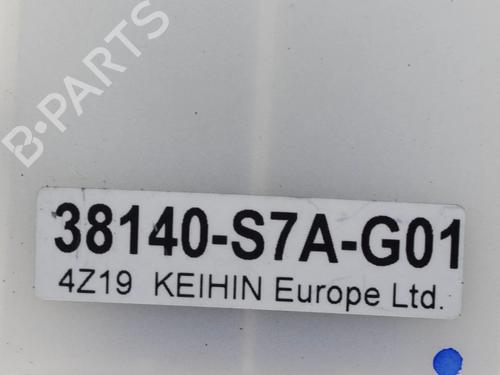 B-PARTS
38140-S7A-G01
4Z19 KEIHIN Europe Ltd.